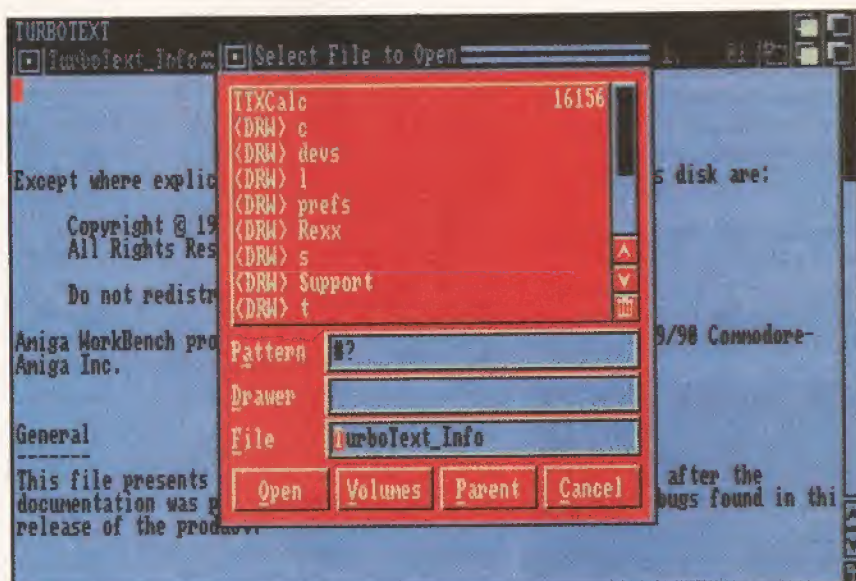 TURBOTEXT
TurboText_Info
Select File to Open
TTXCalc 16156
<DRW> c
<DRW> devs
<DRW> l
<DRW> prefs
<DRW> Rexx
<DRW> s
<DRW> Support
<DRW> t
Pattern #?
Drawer
File TurboText_Info
Open Volumes Parent Cancel
Except where explic
s disk are:
Copyright @ 19
All Rights Res
Do not redistr
Amiga WorkBench pro
9/90 Commodore-
Amiga Inc.
General
-------
This file presents
after the
documentation was p
bugs found in thi
release of the product.